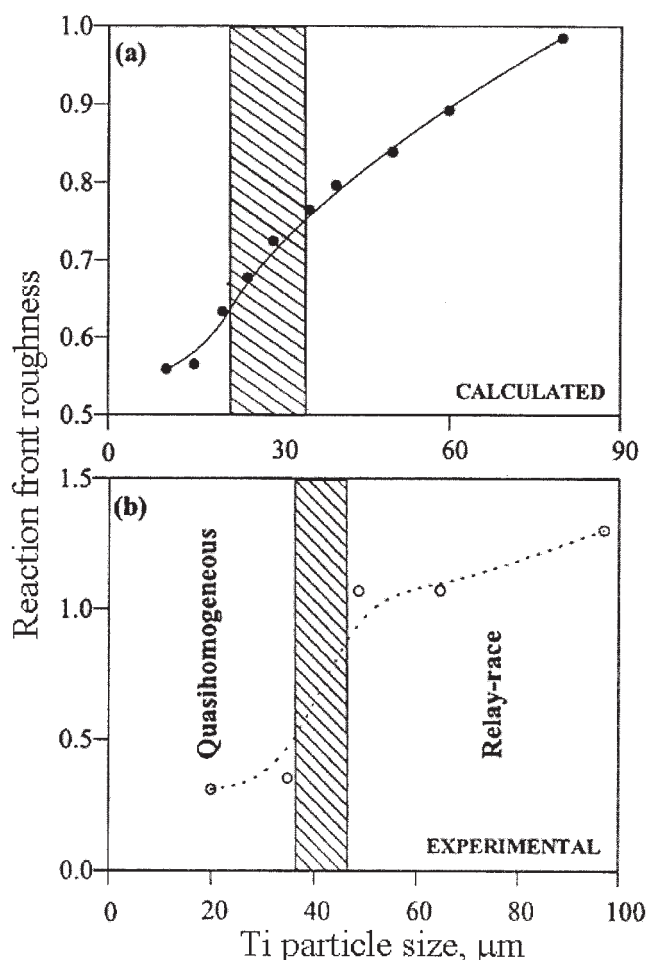 Reaction front roughness
(a)
1.0
0.9
0.8
0.7
0.6
0.5
CALCULATED
0 30 60 90
(b)
1.5
1.0
0.5
0.0
Quasihomogeneous
Relay-race
EXPERIMENTAL
0 20 40 60 80 100
Ti particle size, μm